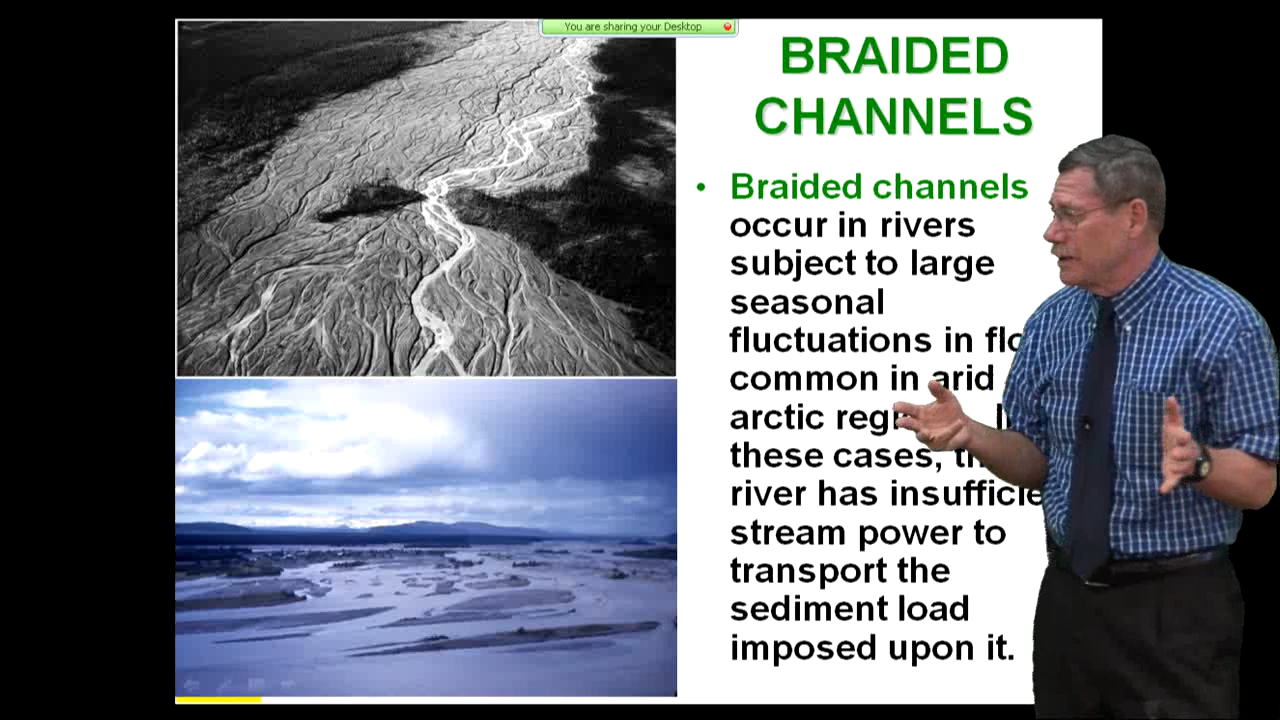 You are sharing your Desktop
BRAIDED
CHANNELS
• Braided channels
occur in rivers
subject to large
seasonal
fluctuations in
common in arid
arctic
these cases,
river has
stream power to
transport the
sediment load
imposed upon it.